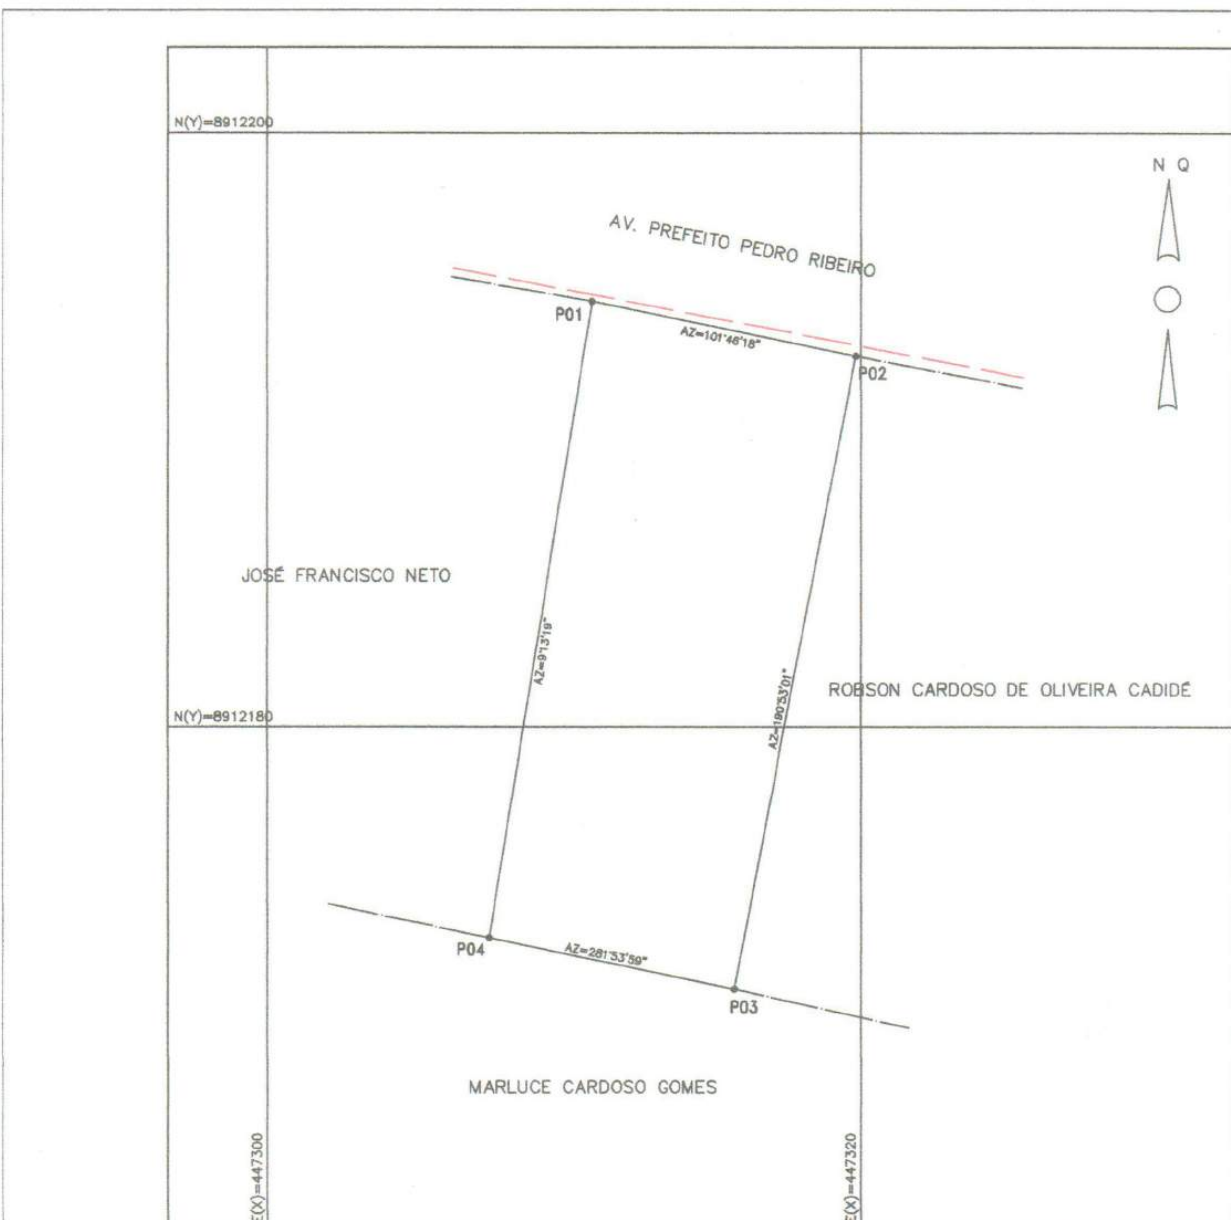 N(Y)=8912200
N Q
AV. PREFEITO PEDRO RIBEIRO
P01
AZ=101°46'18"
P02
JOSÉ FRANCISCO NETO
AZ=9°13'19"
AZ=190°53'01"
ROBSON CARDOSO DE OLIVEIRA CADIDÉ
N(Y)=8912180
P04
AZ=281°53'59"
P03
MARLUCE CARDOSO GOMES
E(X)=447300
E(X)=447320